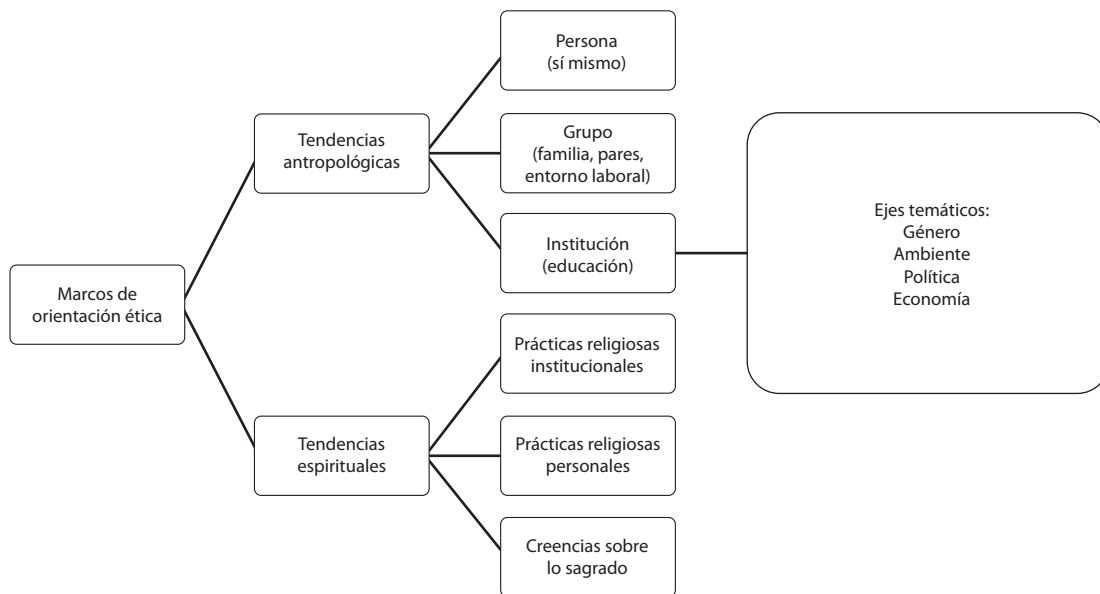 Marcos de
orientación ética
Tendencias
antropológicas
Persona
(sí mismo)
Grupo
(familia, pares,
entorno laboral)
Institución
(educación)
Ejes temáticos:
Género
Ambiente
Política
Economía
Tendencias
espirituales
Prácticas religiosas
institucionales
Prácticas religiosas
personales
Creencias sobre
lo sagrado